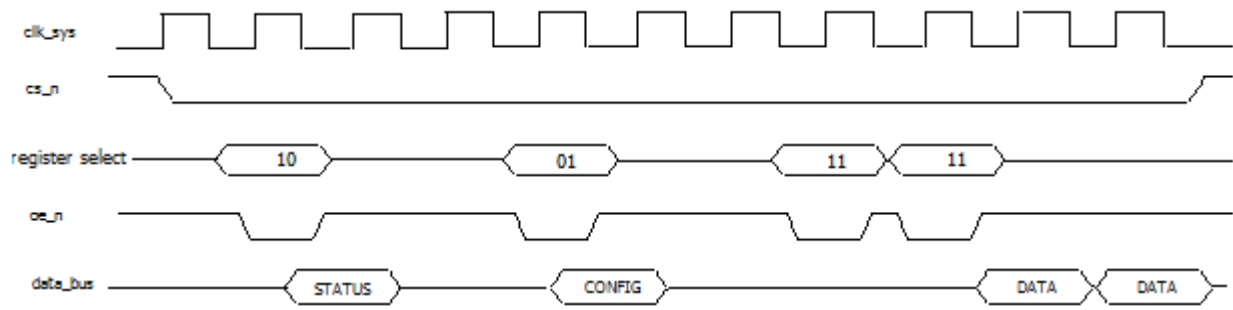 clk_sys
cs_n
register select 10 01 11 11
oe_n
data_bus STATUS CONFIG DATA DATA